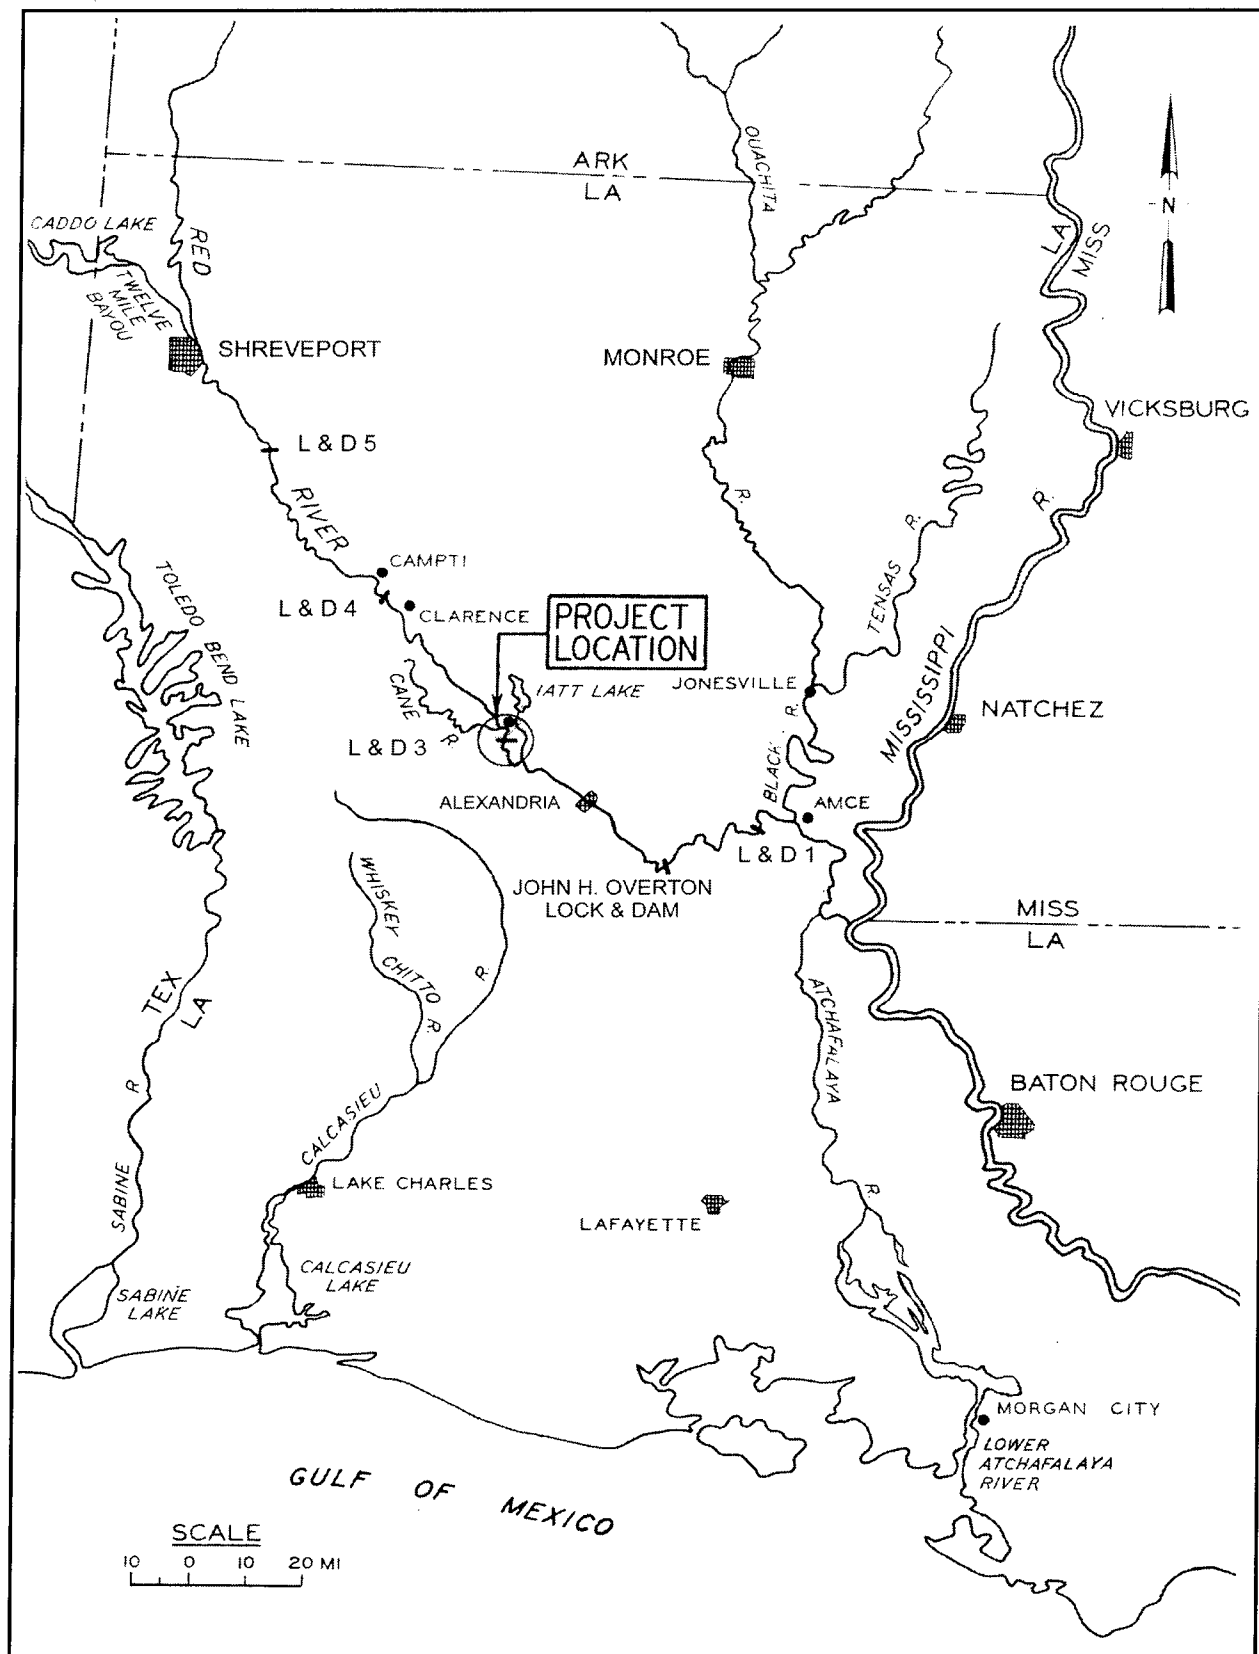 ARK
LA
OUACHITA
N
CADDO LAKE
RED
LA
MISS
TWELVE
MILE
BAYOU
SHREVEPORT
MONROE
VICKSBURG
L & D 5
RIVER
R.
R.
R.
CAMPTI
TOLEDO
BEND LAKE
L & D 4
CLARENCE
PROJECT
LOCATION
TENSAS
MISSISSIPPI
CANE
R.
IATT LAKE
JONESVILLE
R.
NATCHEZ
L & D 3
BLACK
ALEXANDRIA
AMCE
L & D 1
WHISKEY
CHITTO
R.
JOHN H. OVERTON
LOCK & DAM
MISS
LA
R.
TEX
LA
ATCHAFALAYA
R
BATON ROUGE
CALCASIEU
SABINE
LAKE CHARLES
R.
LAFAYETTE
CALCASIEU
LAKE
SABINE
LAKE
MORGAN CITY
LOWER
ATCHAFALAYA
RIVER
GULF OF MEXICO
SCALE
10 0 10 20 MI